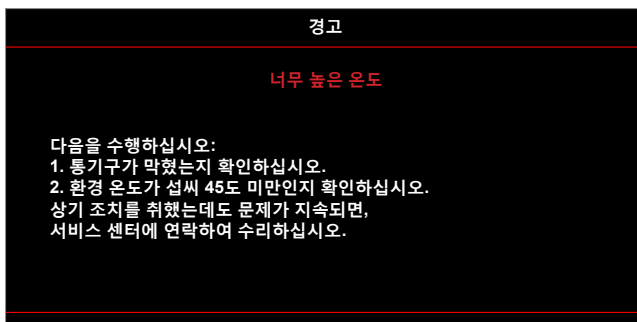 경고
너무 높은 온도
다음을 수행하십시오:
1. 통기구가 막혔는지 확인하십시오.
2. 환경 온도가 섭씨 45도 미만인지 확인하십시오.
상기 조치를 취했는데도 문제가 지속되면,
서비스 센터에 연락하여 수리하십시오.